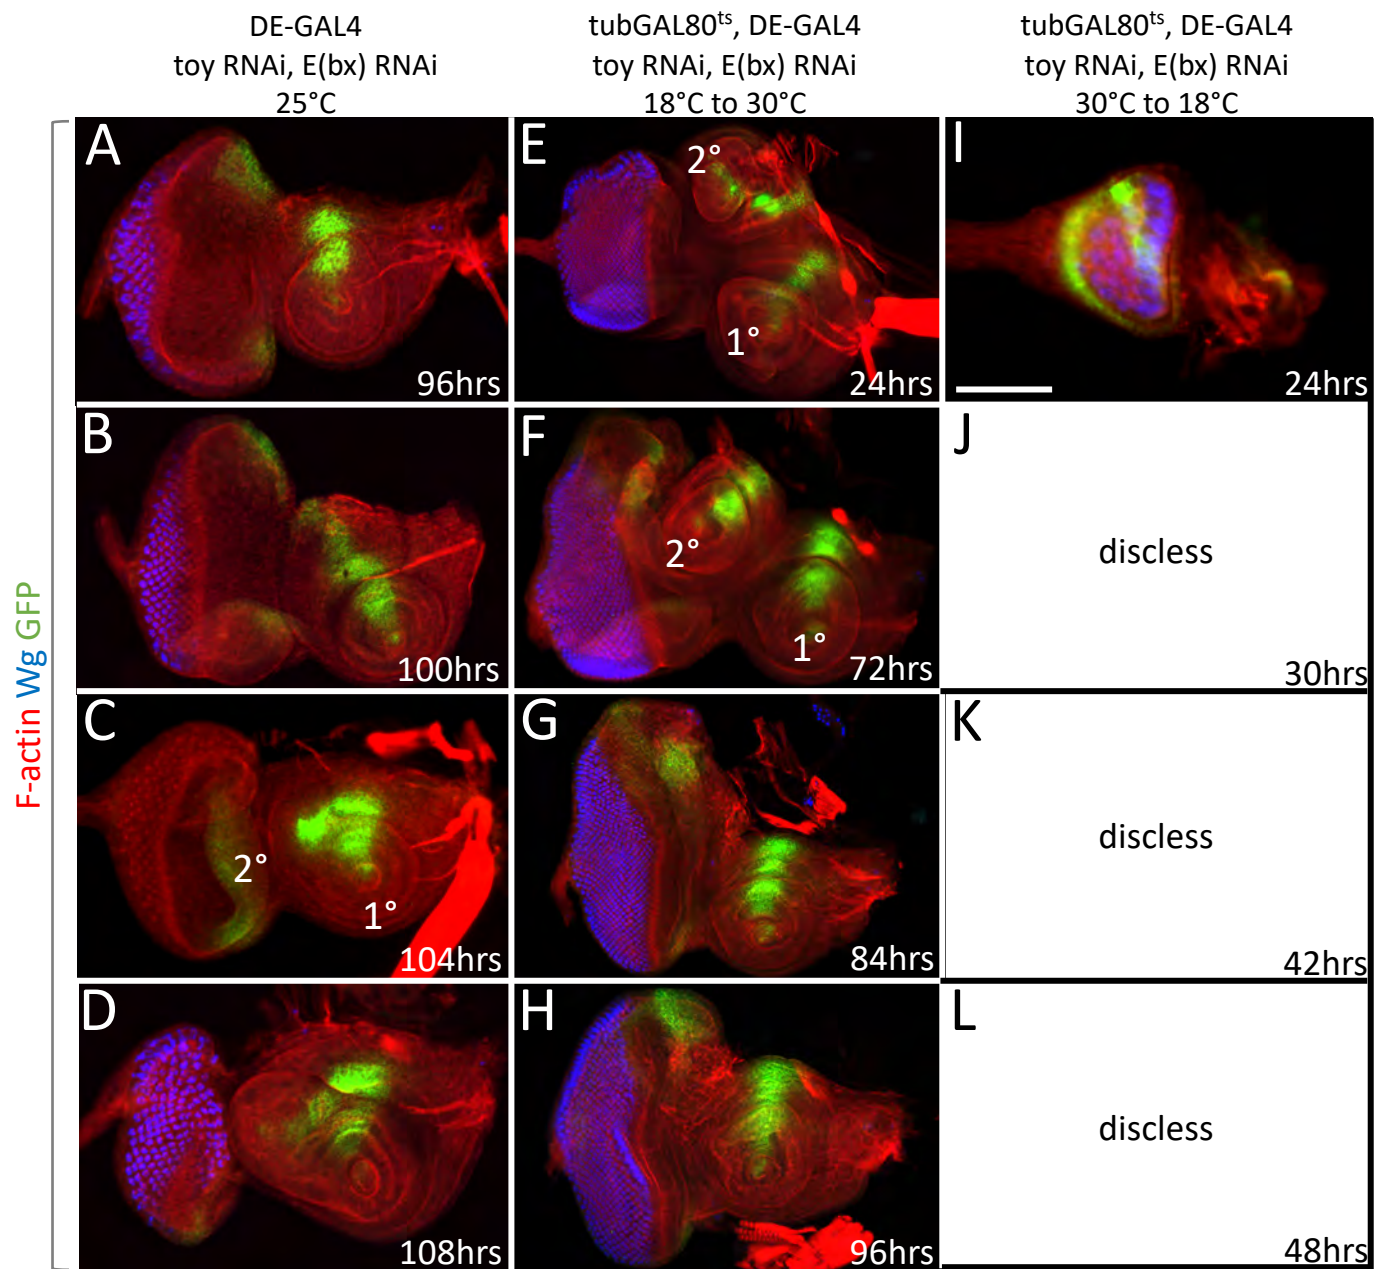 DE-GAL4
toy RNAi, E(bx) RNAi
25°C
tubGAL80ts, DE-GAL4
toy RNAi, E(bx) RNAi
18°C to 30°C
tubGAL80ts, DE-GAL4
toy RNAi, E(bx) RNAi
30°C to 18°C
F-actin Wg GFP
A
96hrs
E
2°
1°
24hrs
I
24hrs
B
100hrs
F
2°
1°
72hrs
J
discless
30hrs
C
2°
1°
104hrs
G
84hrs
K
discless
42hrs
D
108hrs
H
96hrs
L
discless
48hrs